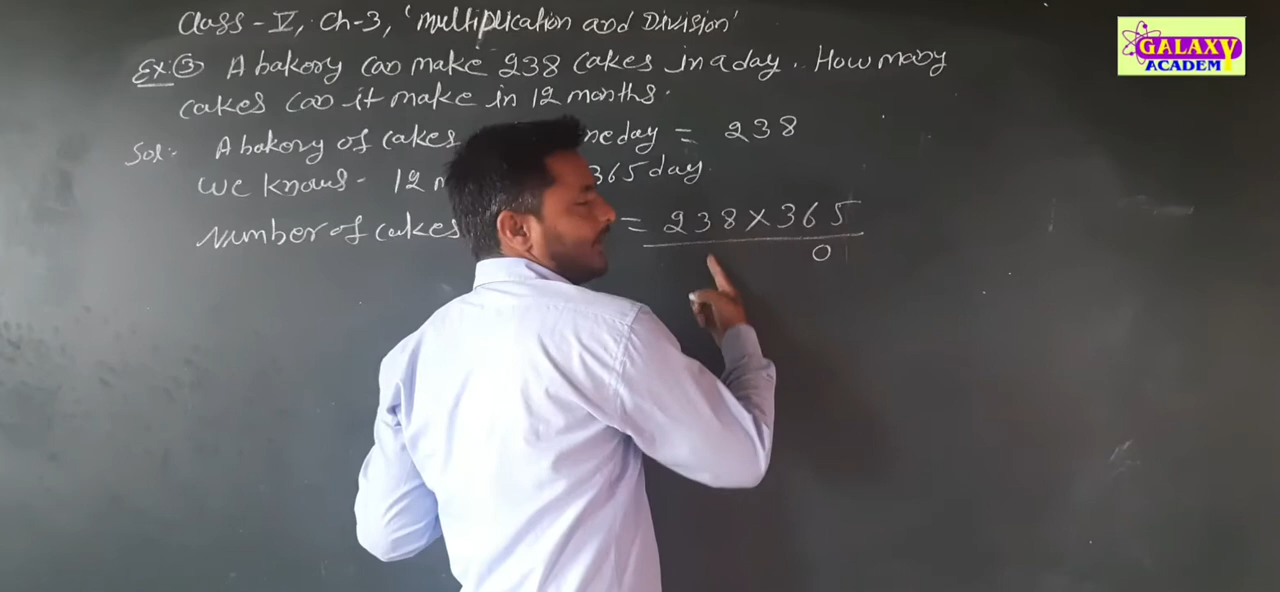 Class - V, Ch-3, 'Multiplication and Division'
Ex:③ A bakery can make 238 cakes in a day. How many
cakes can it make in 12 months.
Sol:- A bakery of cakes day = 238
We knows - 12 365 day.
Number of cakes = 238 × 365
0
GALAXY
ACADEM